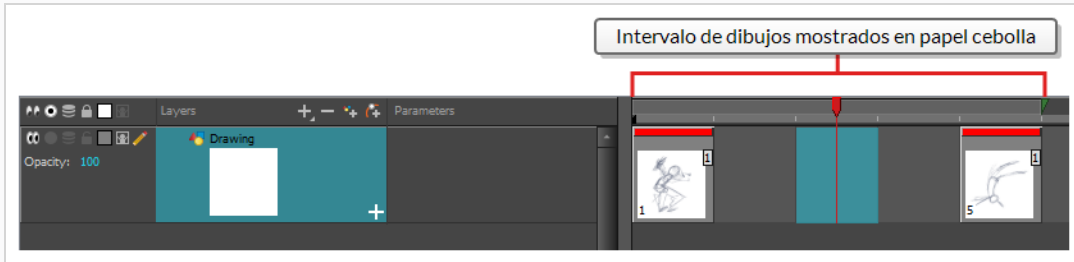 Intervalo de dibujos mostrados en papel cebolla
Layers
Parameters
Drawing
Opacity: 100
1
1
1
5